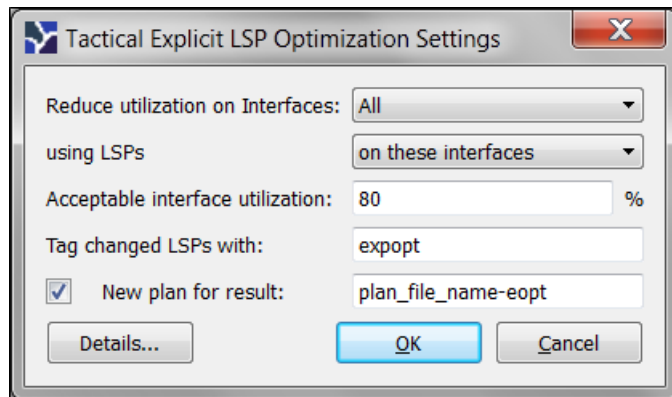 Tactical Explicit LSP Optimization Settings
Reduce utilization on Interfaces: All
using LSPs on these interfaces
Acceptable interface utilization: 80 %
Tag changed LSPs with: expopt
New plan for result: plan_file_name-eopt
Details... OK Cancel